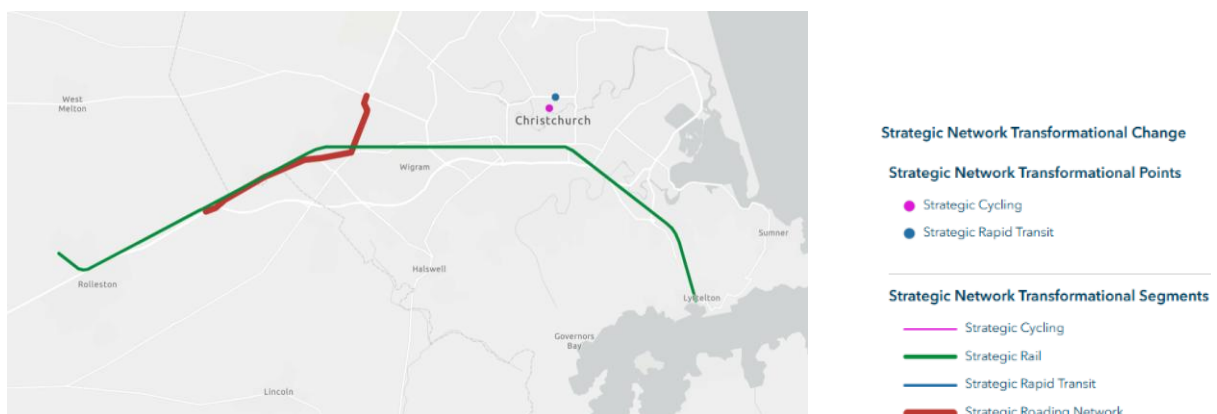 West
Melton
Christchurch
Wigram
Sumner
Halswell
Rolleston
Lyttelton
Governors
Bay
Lincoln
Strategic Network Transformational Change
Strategic Network Transformational Points
Strategic Cycling
Strategic Rapid Transit
Strategic Network Transformational Segments
Strategic Cycling
Strategic Rail
Strategic Rapid Transit
Strategic Roading Network